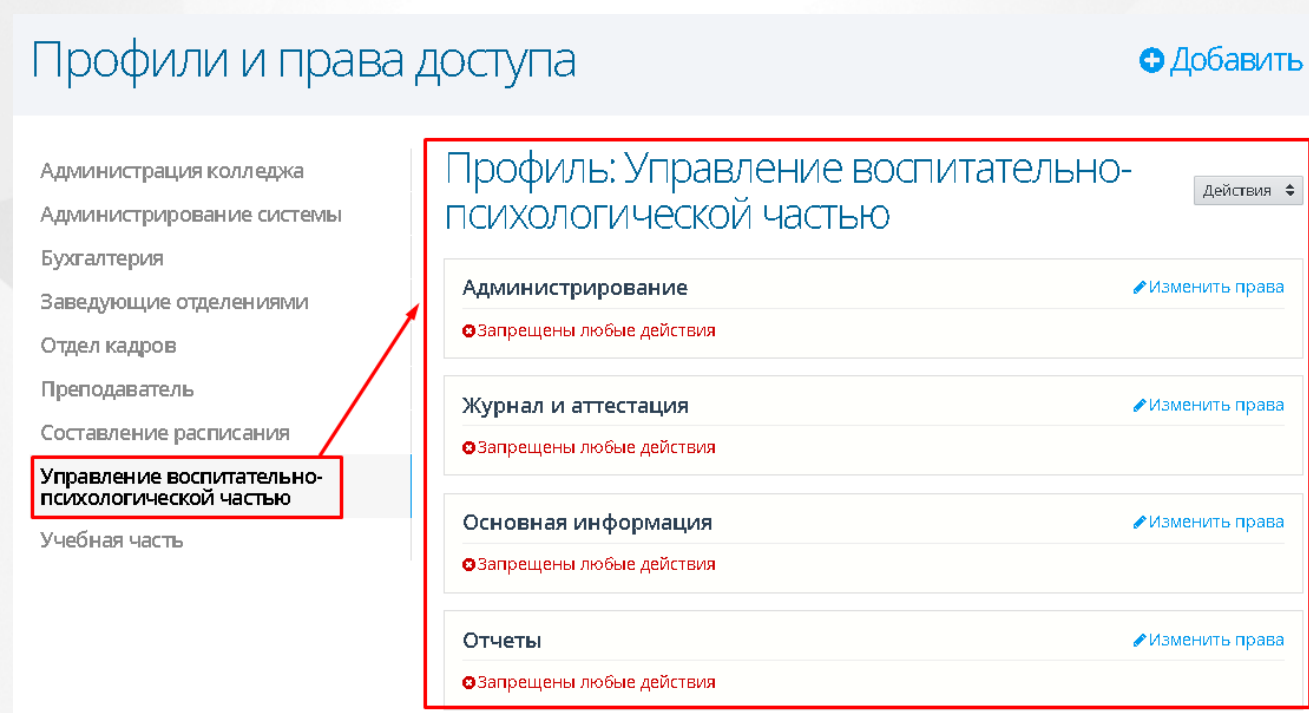 Профили и права доступа
Добавить
Администрация колледжа
Администрирование системы
Бухгалтерия
Заведующие отделениями
Отдел кадров
Преподаватель
Составление расписания
Управление воспитательно-
психологической частью
Учебная часть
Профиль: Управление воспитательно-
психологической частью
Действия
Администрирование
Изменить права
Запрещены любые действия
Журнал и аттестация
Изменить права
Запрещены любые действия
Основная информация
Изменить права
Запрещены любые действия
Отчеты
Изменить права
Запрещены любые действия